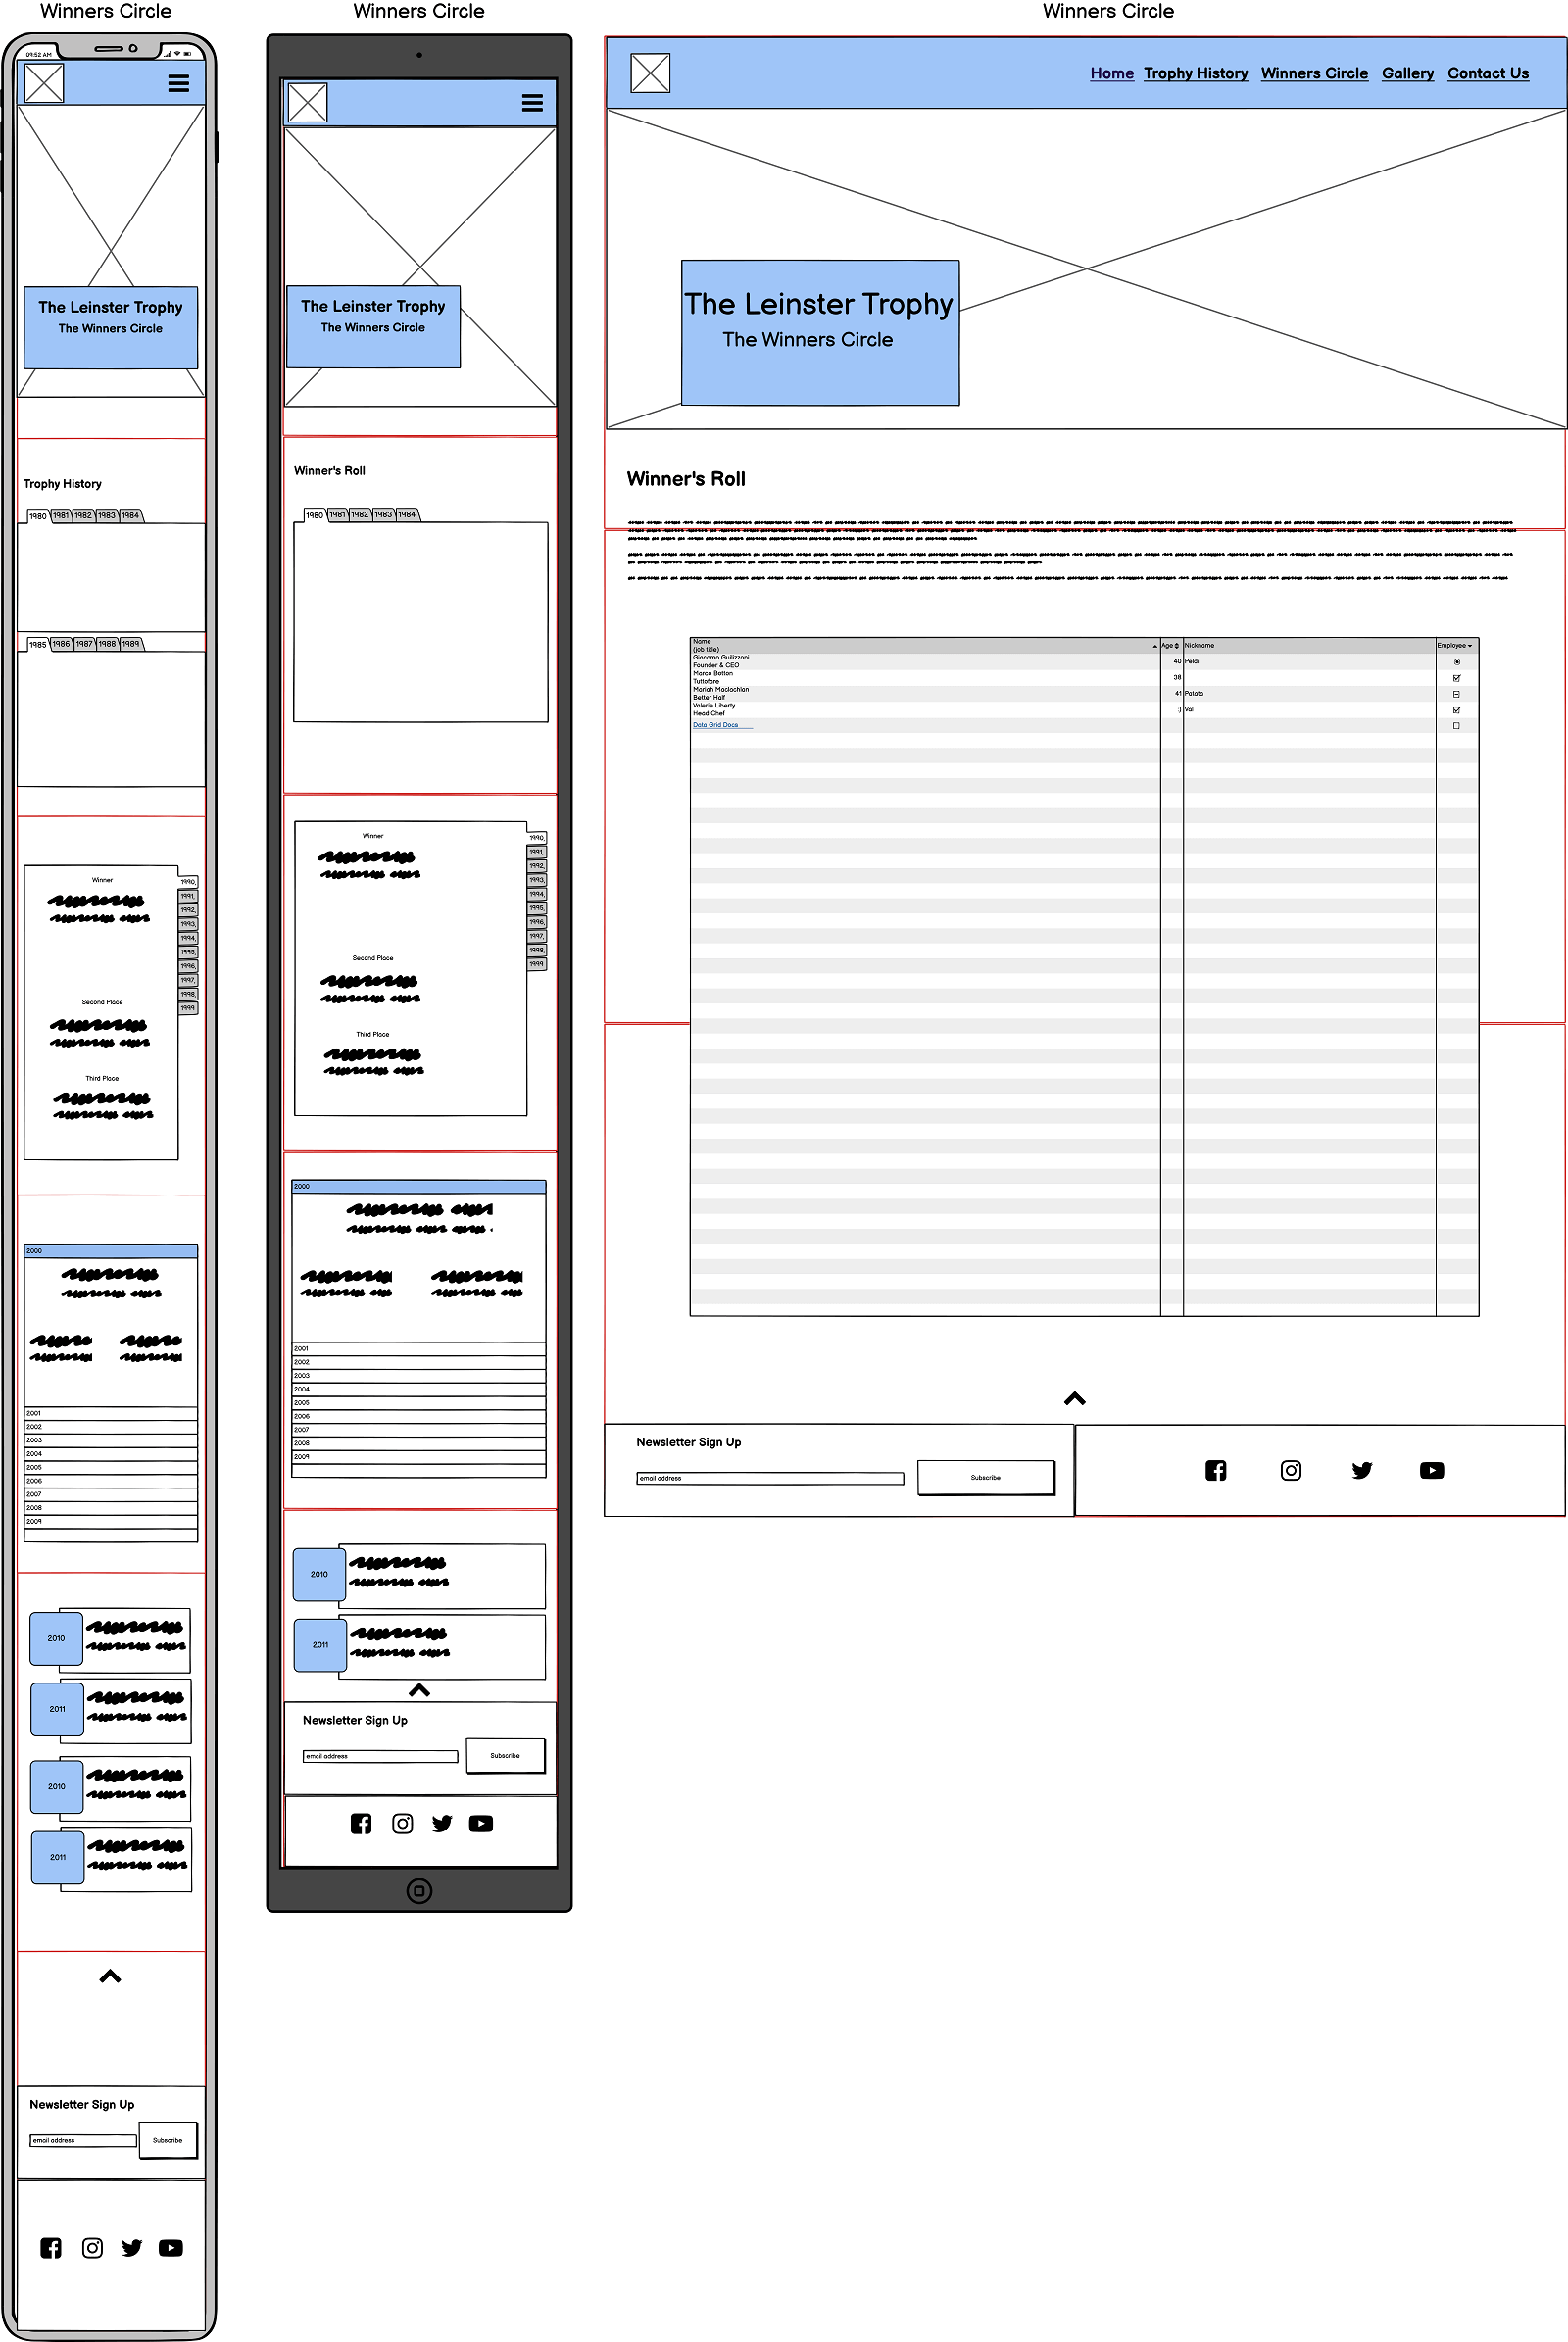 Winners Circle
09:52 AM
The Leinster Trophy
The Winners Circle
Trophy History
1980 1981 1982 1983 1984
1985 1986 1987 1988 1989
Winner
Second Place
Third Place
1990
1991
1992
1993
1994
1995
1996
1997
1998
1999
2000
2001
2002
2003
2004
2005
2006
2007
2008
2009
2010
2011
2010
2011
Newsletter Sign Up
email address
Subscribe
Winners Circle
The Leinster Trophy
The Winners Circle
Winner's Roll
1980 1981 1982 1983 1984
Winner
Second Place
Third Place
1990
1991
1992
1993
1994
1995
1996
1997
1998
1999
2000
2001
2002
2003
2004
2005
2006
2007
2008
2009
2010
2011
Newsletter Sign Up
email address
Subscribe
Winners Circle
Home Trophy History Winners Circle Gallery Contact Us
The Leinster Trophy
The Winners Circle
Winner's Roll
Name
(job title) Age Nickname Employee
Giacomo Guilizzoni
Founder & CEO 40 Peldi
Marco Botton
Tuttofare 38
Mariah Maclachlan
Better Half 41 Patata
Valerie Liberty
Head Chef :) Val
Data Grid Docs
Newsletter Sign Up
email address
Subscribe